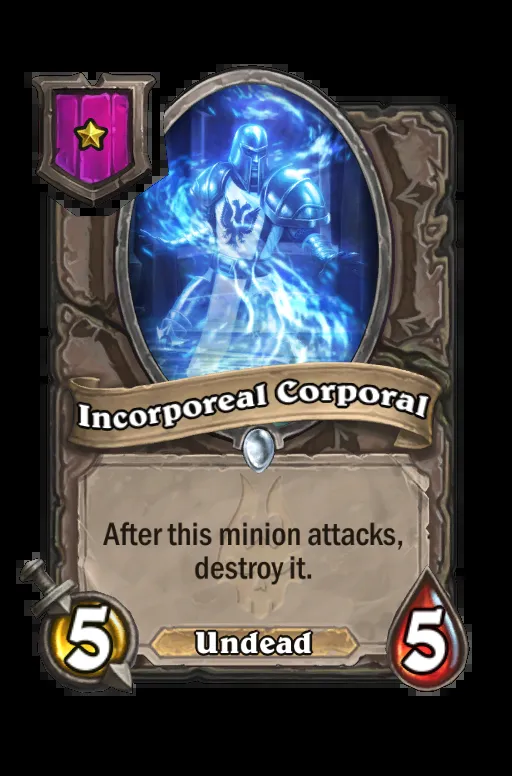 Incorporeal Corporal
After this minion attacks,
destroy it.
5
Undead
5